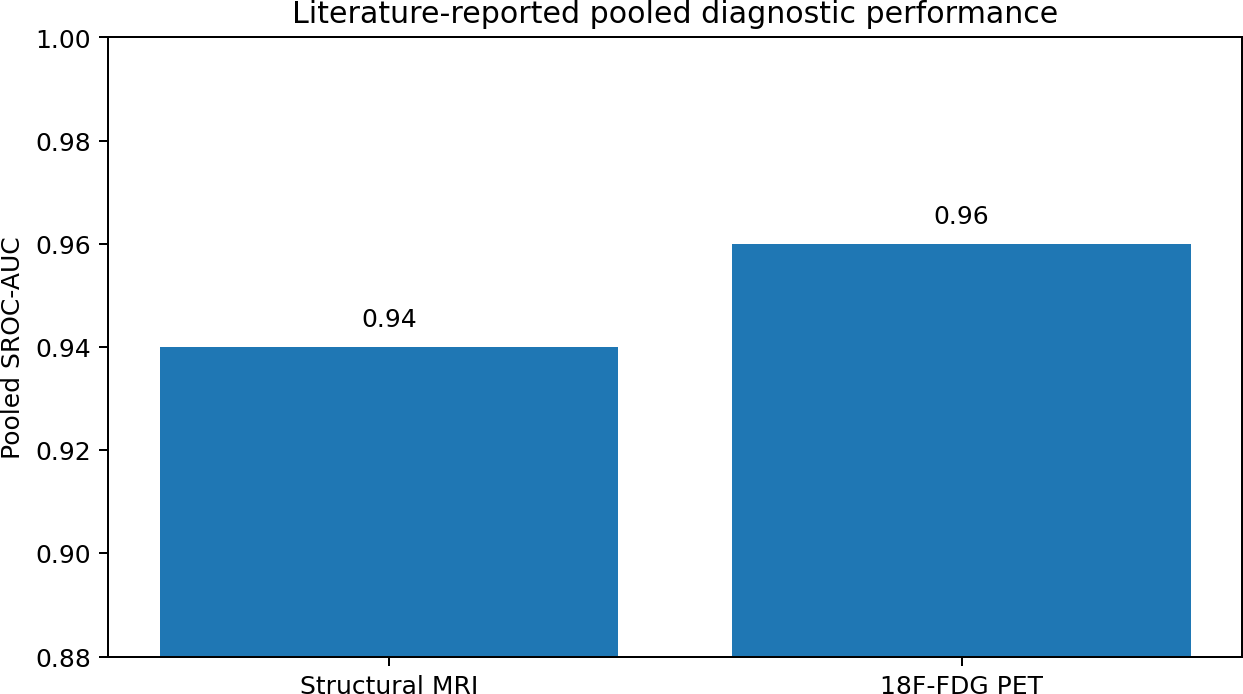 Literature-reported pooled diagnostic performance
Pooled SROC-AUC
1.00
0.98
0.96
0.94
0.92
0.90
0.88
0.94
0.96
Structural MRI
18F-FDG PET